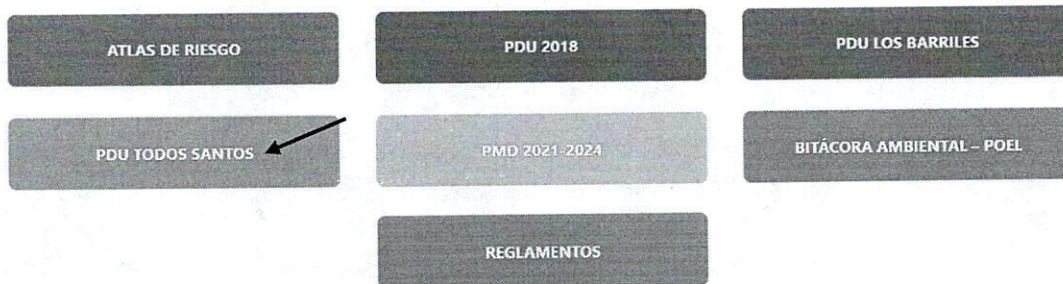 ATLAS DE RIESGO
PDU 2018
PDU LOS BARRILES
PDU TODOS SANTOS
PMD 2021-2024
BITÁCORA AMBIENTAL – POEL
REGLAMENTOS